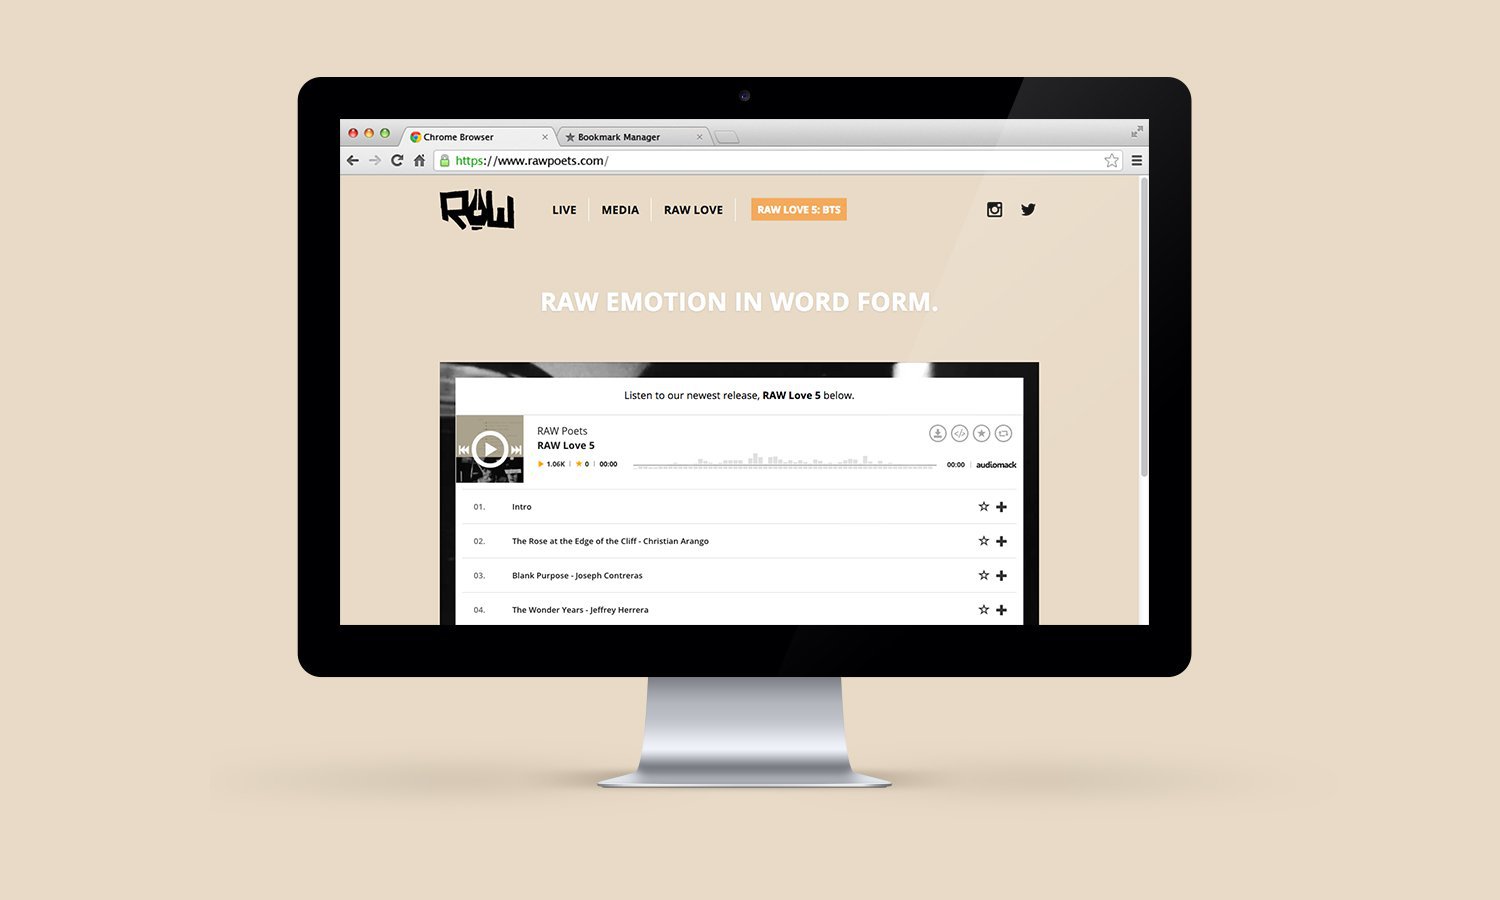 Chrome Browser
Bookmark Manager
https://www.rawpoets.com/
RAW
LIVE
MEDIA
RAW LOVE
RAW LOVE 5: BTS
RAW EMOTION IN WORD FORM.
Listen to our newest release, RAW Love 5 below.
RAW Poets
RAW Love 5
1.06K 0 00:00
00:00 audiomack
01. Intro
02. The Rose at the Edge of the Cliff - Christian Arango
03. Blank Purpose - Joseph Contreras
04. The Wonder Years - Jeffrey Herrera